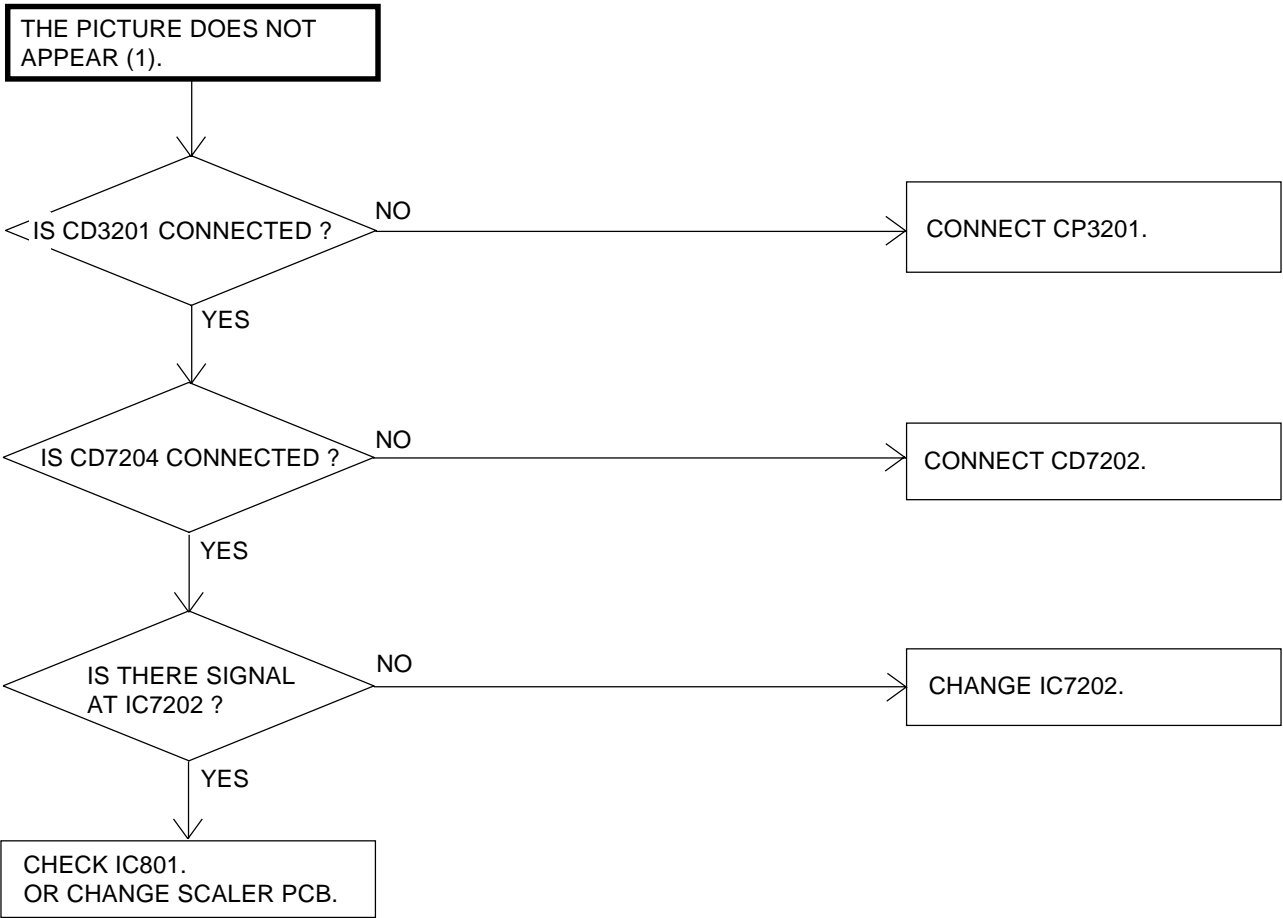 THE PICTURE DOES NOT
APPEAR (1).
IS CD3201 CONNECTED ?
NO
CONNECT CP3201.
YES
IS CD7204 CONNECTED ?
NO
CONNECT CD7202.
YES
IS THERE SIGNAL
AT IC7202 ?
NO
CHANGE IC7202.
YES
CHECK IC801.
OR CHANGE SCALER PCB.